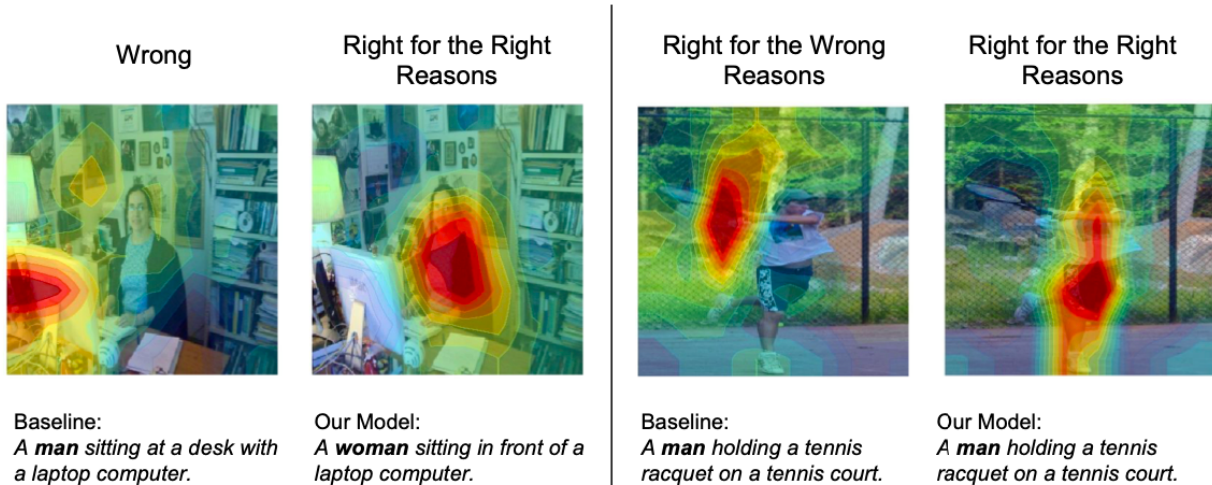 Wrong
Right for the Right
Reasons
Right for the Wrong
Reasons
Right for the Right
Reasons
Baseline:
A man sitting at a desk with
a laptop computer.
Our Model:
A woman sitting in front of a
laptop computer.
Baseline:
A man holding a tennis
racquet on a tennis court.
Our Model:
A man holding a tennis
racquet on a tennis court.